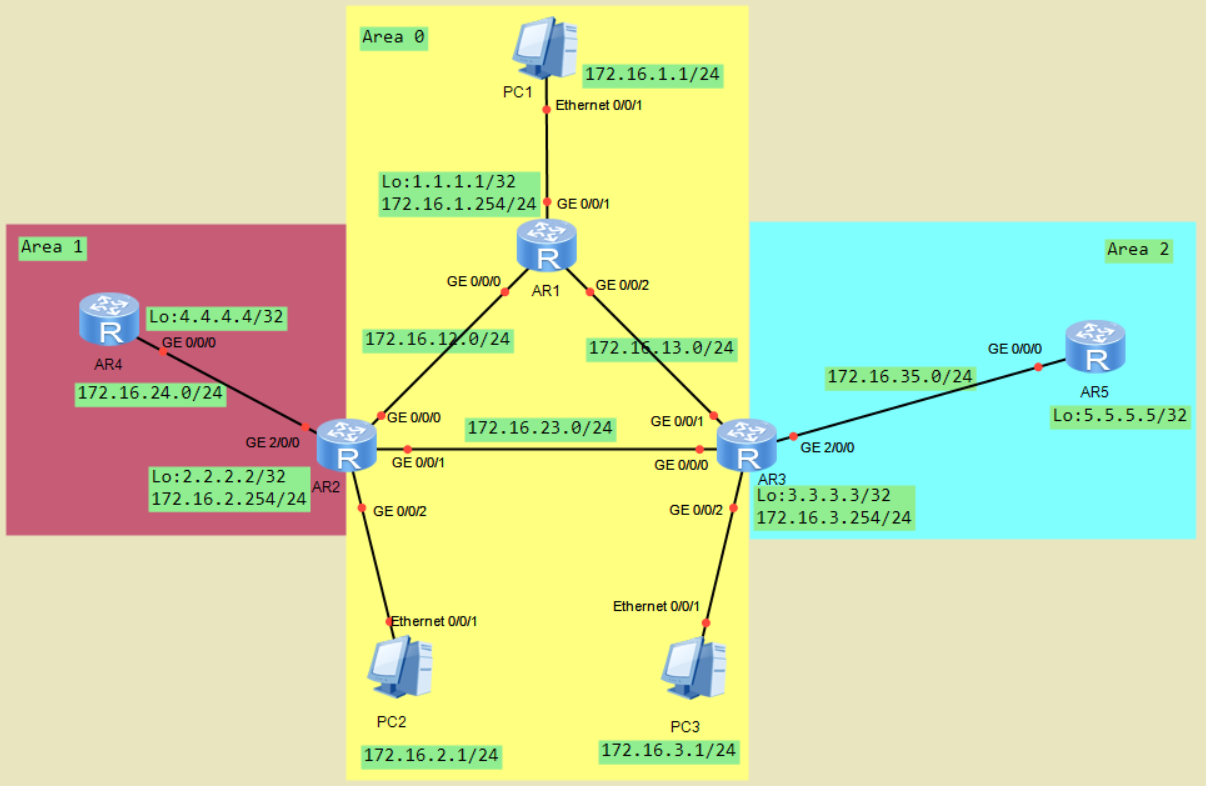 Area 0
172.16.1.1/24
PC1
Ethernet 0/0/1
Lo:1.1.1.1/32
172.16.1.254/24
GE 0/0/1
R
AR1
GE 0/0/0
GE 0/0/2
172.16.12.0/24
172.16.13.0/24
Area 1
R
Lo:4.4.4.4/32
GE 0/0/0
AR4
172.16.24.0/24
GE 2/0/0
GE 0/0/0
R
GE 0/0/1
172.16.23.0/24
Lo:2.2.2.2/32
172.16.2.254/24
AR2
GE 0/0/2
Area 2
GE 0/0/0
R
AR5
172.16.35.0/24
Lo:5.5.5.5/32
GE 0/0/1
GE 0/0/0
R
GE 2/0/0
AR3
Lo:3.3.3.3/32
172.16.3.254/24
GE 0/0/2
Ethernet 0/0/1
PC2
172.16.2.1/24
Ethernet 0/0/1
PC3
172.16.3.1/24